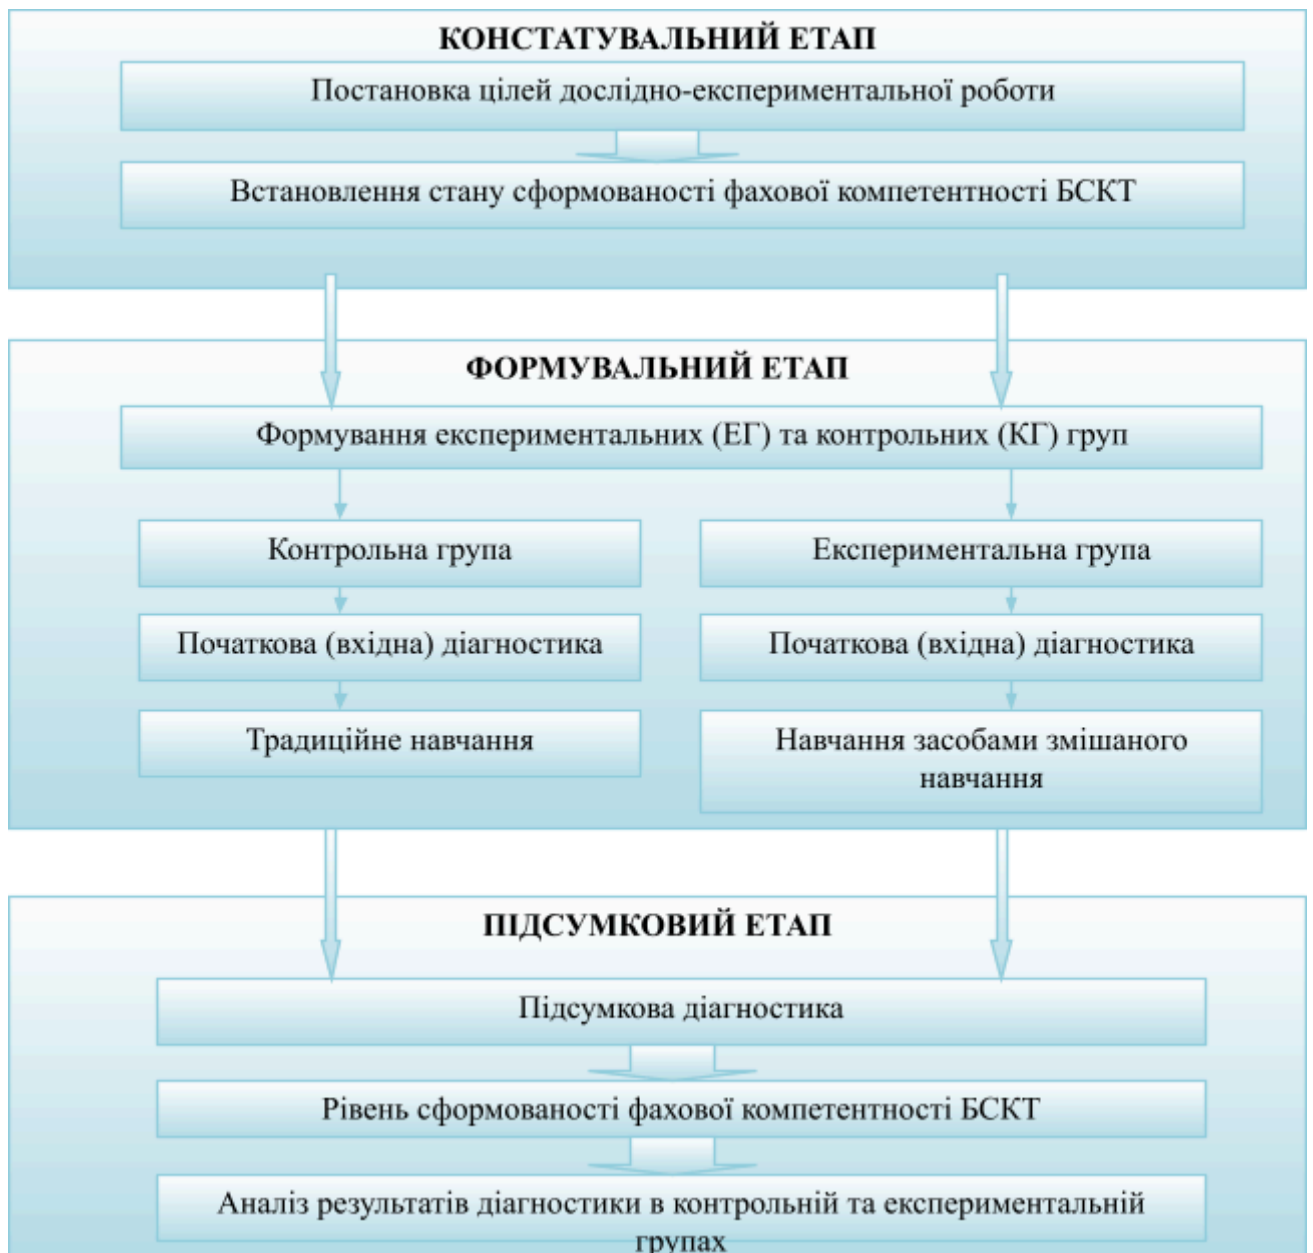 КОНСТАТУВАЛЬНИЙ ЕТАП
Постановка цілей дослідно-експериментальної роботи
Встановлення стану сформованості фахової компетентності БСКТ
ФОРМУВАЛЬНИЙ ЕТАП
Формування експериментальних (ЕГ) та контрольних (КГ) груп
Контрольна група
Початкова (вхідна) діагностика
Традиційне навчання
Експериментальна група
Початкова (вхідна) діагностика
Навчання засобами змішаного
навчання
ПІДСУМКОВИЙ ЕТАП
Підсумкова діагностика
Рівень сформованості фахової компетентності БСКТ
Аналіз результатів діагностики в контрольній та експериментальній
групах